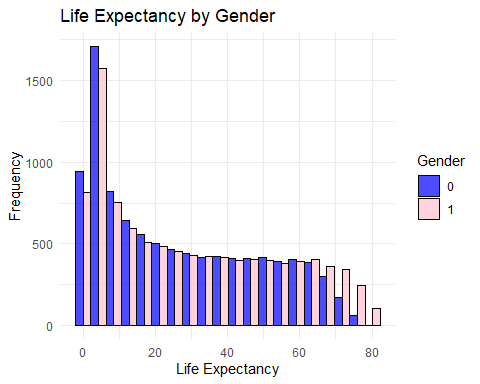 Life Expectancy by Gender
Frequency
1500
1000
500
0
0 20 40 60 80
Life Expectancy
Gender
0
1